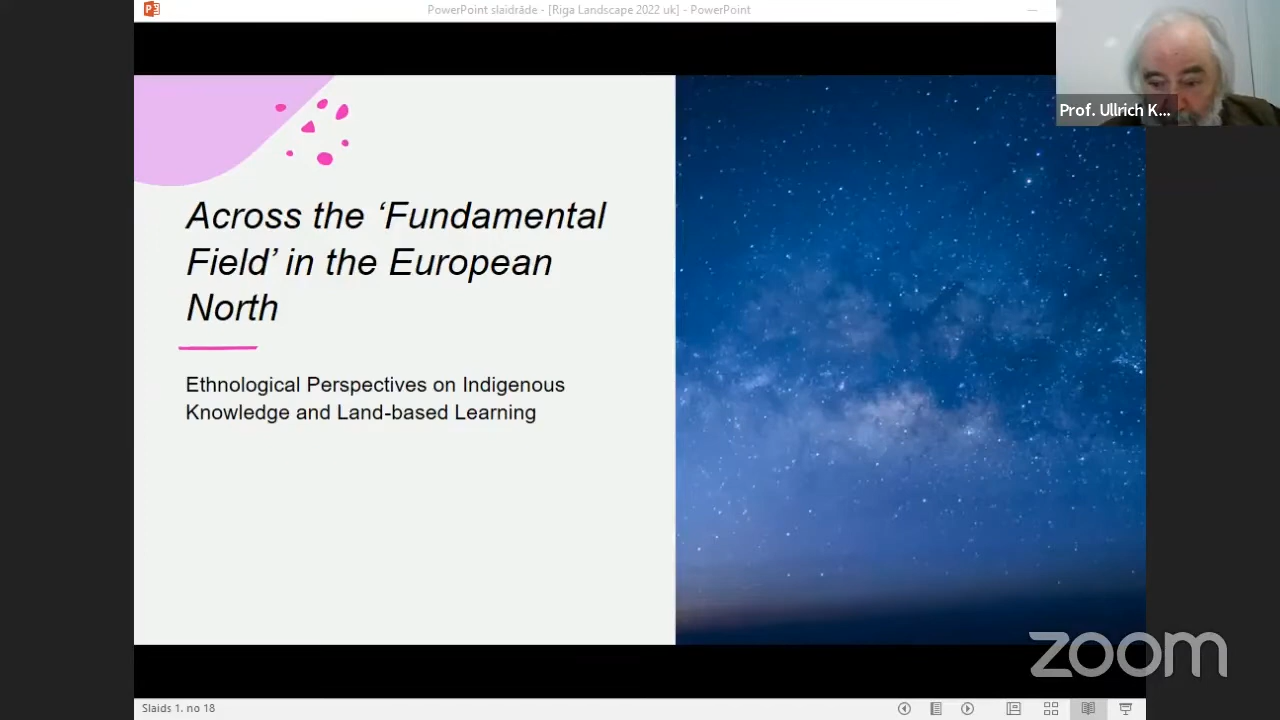 PowerPoint slaidrāde - [Riga Landscape 2022 uk] - PowerPoint
Prof. Ullrich K...
Across the ‘Fundamental
Field’ in the European
North
Ethnological Perspectives on Indigenous
Knowledge and Land-based Learning
zoom
Slaids 1. no 18